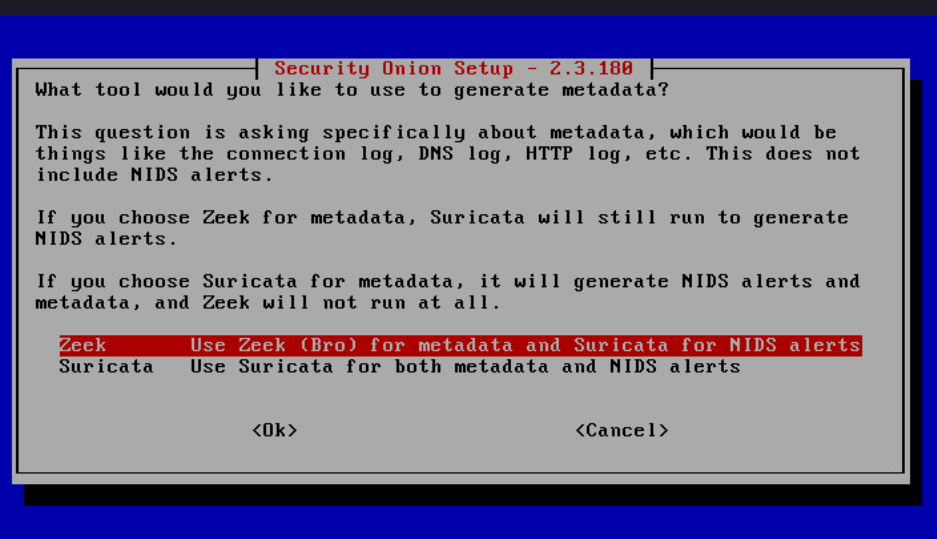 Security Onion Setup - 2.3.180
What tool would you like to use to generate metadata?
This question is asking specifically about metadata, which would be
things like the connection log, DNS log, HTTP log, etc. This does not
include NIDS alerts.
If you choose Zeek for metadata, Suricata will still run to generate
NIDS alerts.
If you choose Suricata for metadata, it will generate NIDS alerts and
metadata, and Zeek will not run at all.
Zeek Use Zeek (Bro) for metadata and Suricata for NIDS alerts
Suricata Use Suricata for both metadata and NIDS alerts
<Ok> <Cancel>